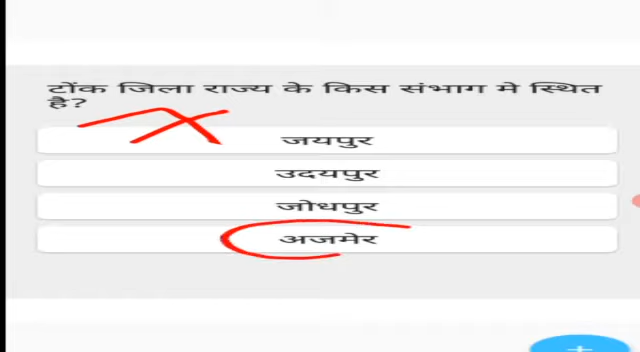 टोंक जिला राज्य के किस संभाग मे स्थित
है?
जयपुर
उदयपुर
जोधपुर
अजमेर
+